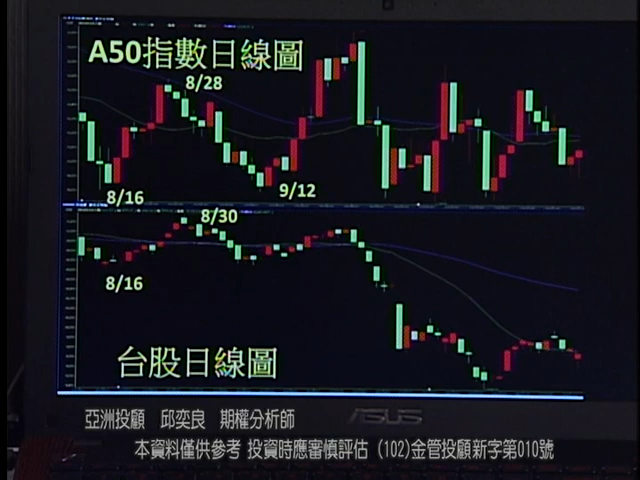 A50指數日線圖
8/28
8/16
9/12
8/30
8/16
台股日線圖
ASUS
亞洲投顧 邱奕良 期權分析師
本資料僅供參考 投資時應審慎評估 (102)金管投顧新字第010號